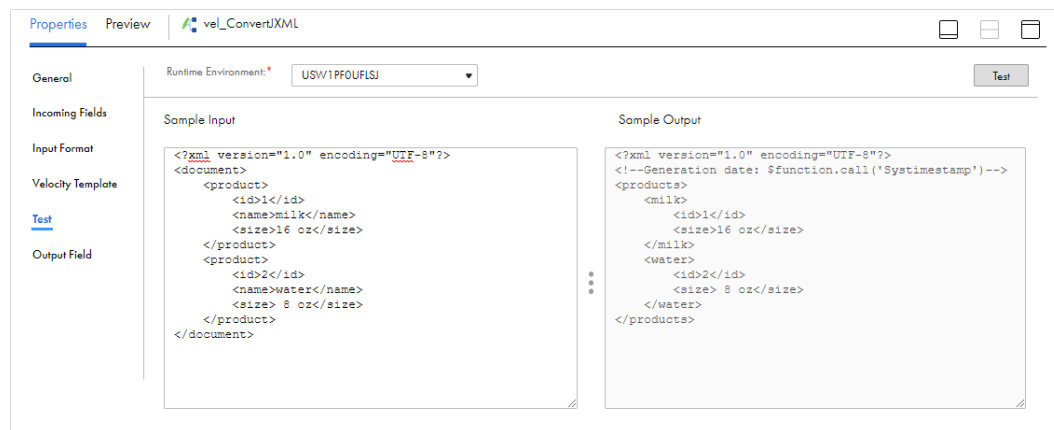 Properties Preview vel_ConvertJXML
General
Incoming Fields
Input Format
Velocity Template
Test
Output Field
Runtime Environment:* USW1PF0UFLSJ Test
Sample Input
<?xml version="1.0" encoding="UTF-8"?>
<document>
    <product>
        <id>1</id>
        <name>milk</name>
        <size>16 oz</size>
    </product>
    <product>
        <id>2</id>
        <name>water</name>
        <size> 8 oz</size>
    </product>
</document>
Sample Output
<?xml version="1.0" encoding="UTF-8"?>
<!--Generation date: $function.call('Systimestamp')-->
<products>
    <milk>
        <id>1</id>
        <size>16 oz</size>
    </milk>
    <water>
        <id>2</id>
        <size> 8 oz</size>
    </water>
</products>